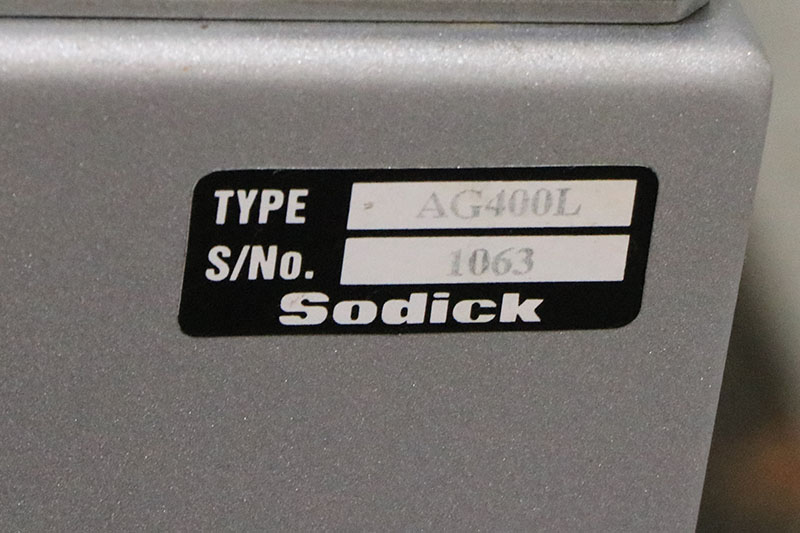 TYPE AG400L
S/No. 1063
Sodick